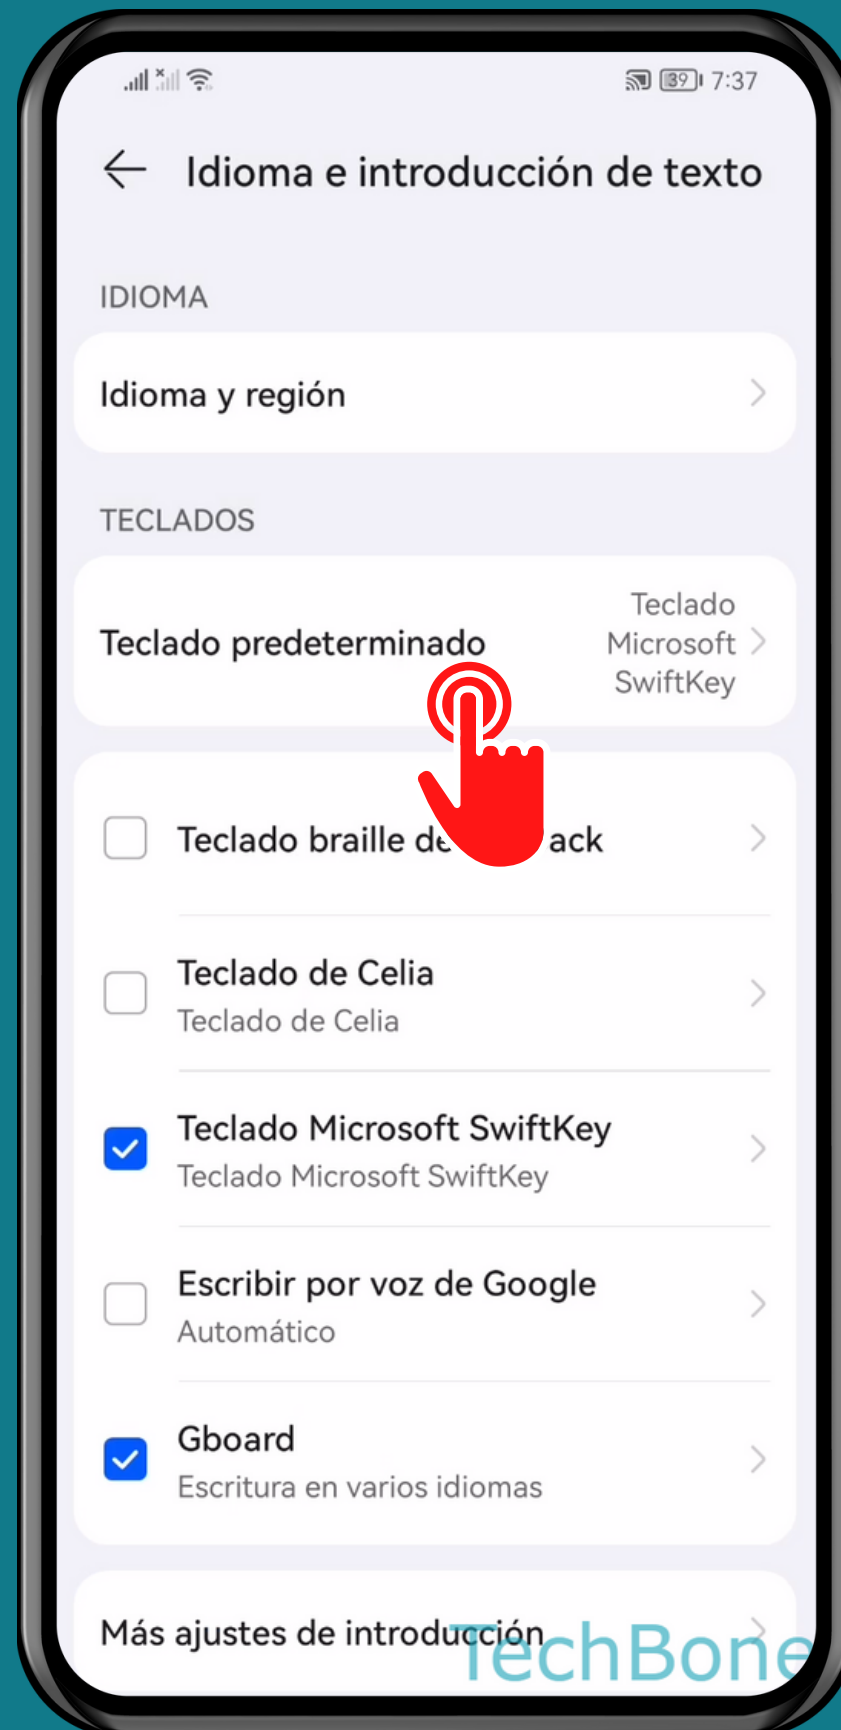 39 7:37
Idioma e introducción de texto
IDIOMA
Idioma y región
TECLADOS
Teclado predeterminado
Teclado
Microsoft
SwiftKey
Teclado braille de ack
Teclado de Celia
Teclado de Celia
Teclado Microsoft SwiftKey
Teclado Microsoft SwiftKey
Escribir por voz de Google
Automático
Gboard
Escritura en varios idiomas
Más ajustes de introducción
TechBone